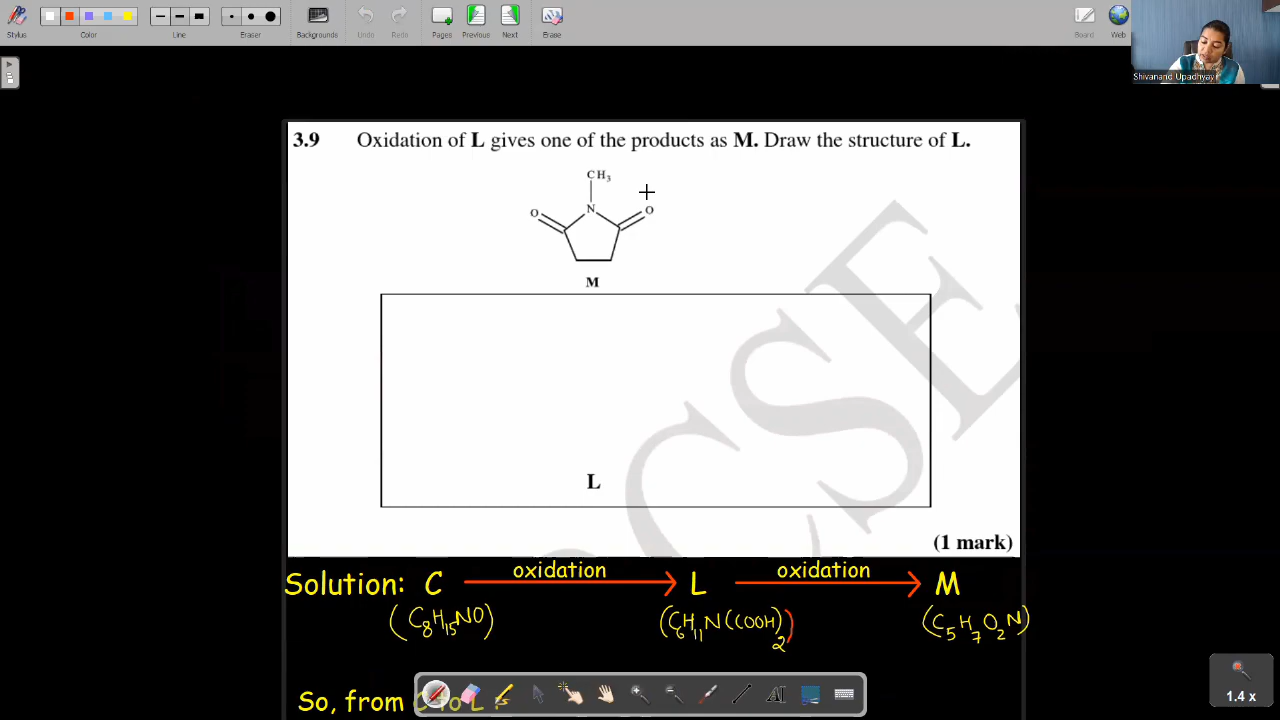 Stylus
Color
Line
Eraser
Backgrounds
Undo
Redo
Pages
Previous
Next
Erase
Board
Web
Shivanand Upadhyay
3.9 Oxidation of L gives one of the products as M. Draw the structure of L.
CH3
N
O
O
M
L
(1 mark)
CSE
Solution: C oxidation L oxidation M
(C8H15NO) (C6H11N(COOH)2) (C5H7O2N)
So, from C to L :
1.4 x